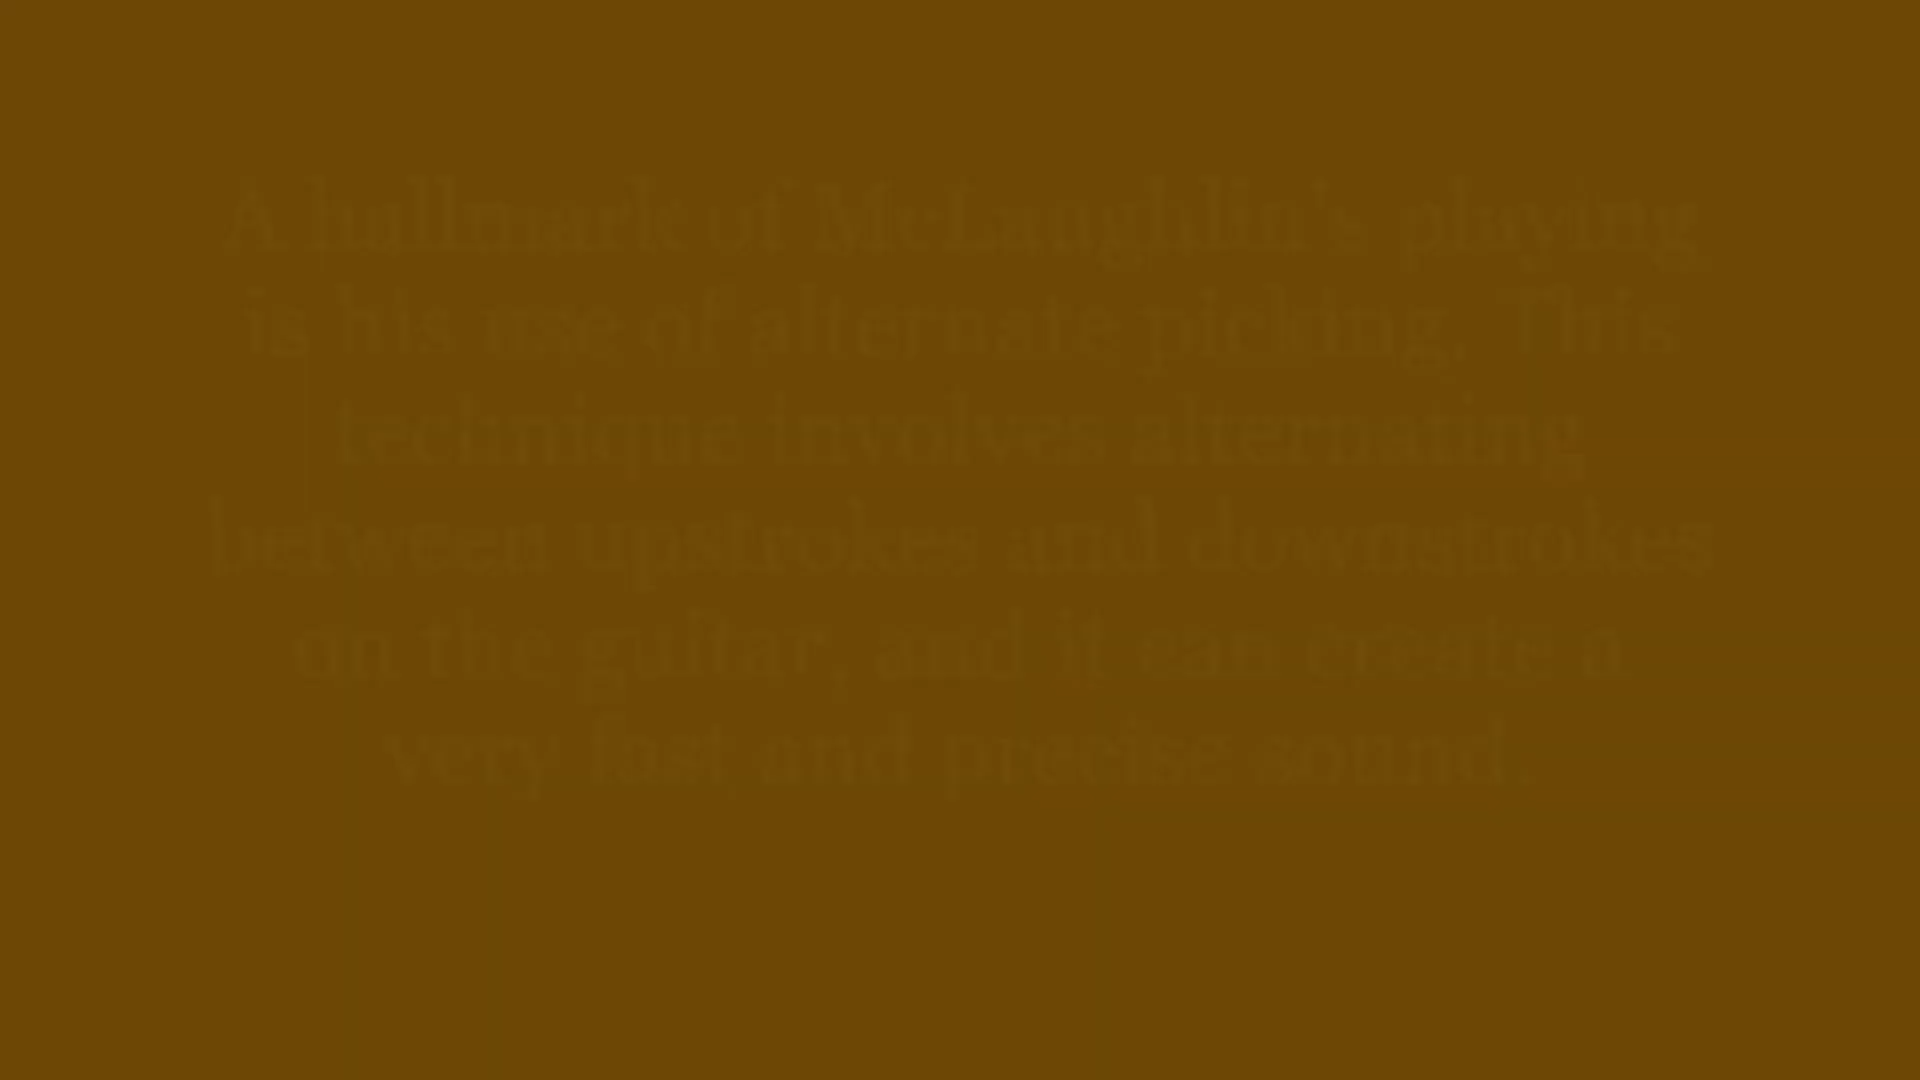 A hallmark of McLaughlin's playing
is his use of alternate picking. This
technique involves alternating
between upstrokes and downstrokes
on the guitar, and it can create a
very fast and precise sound.